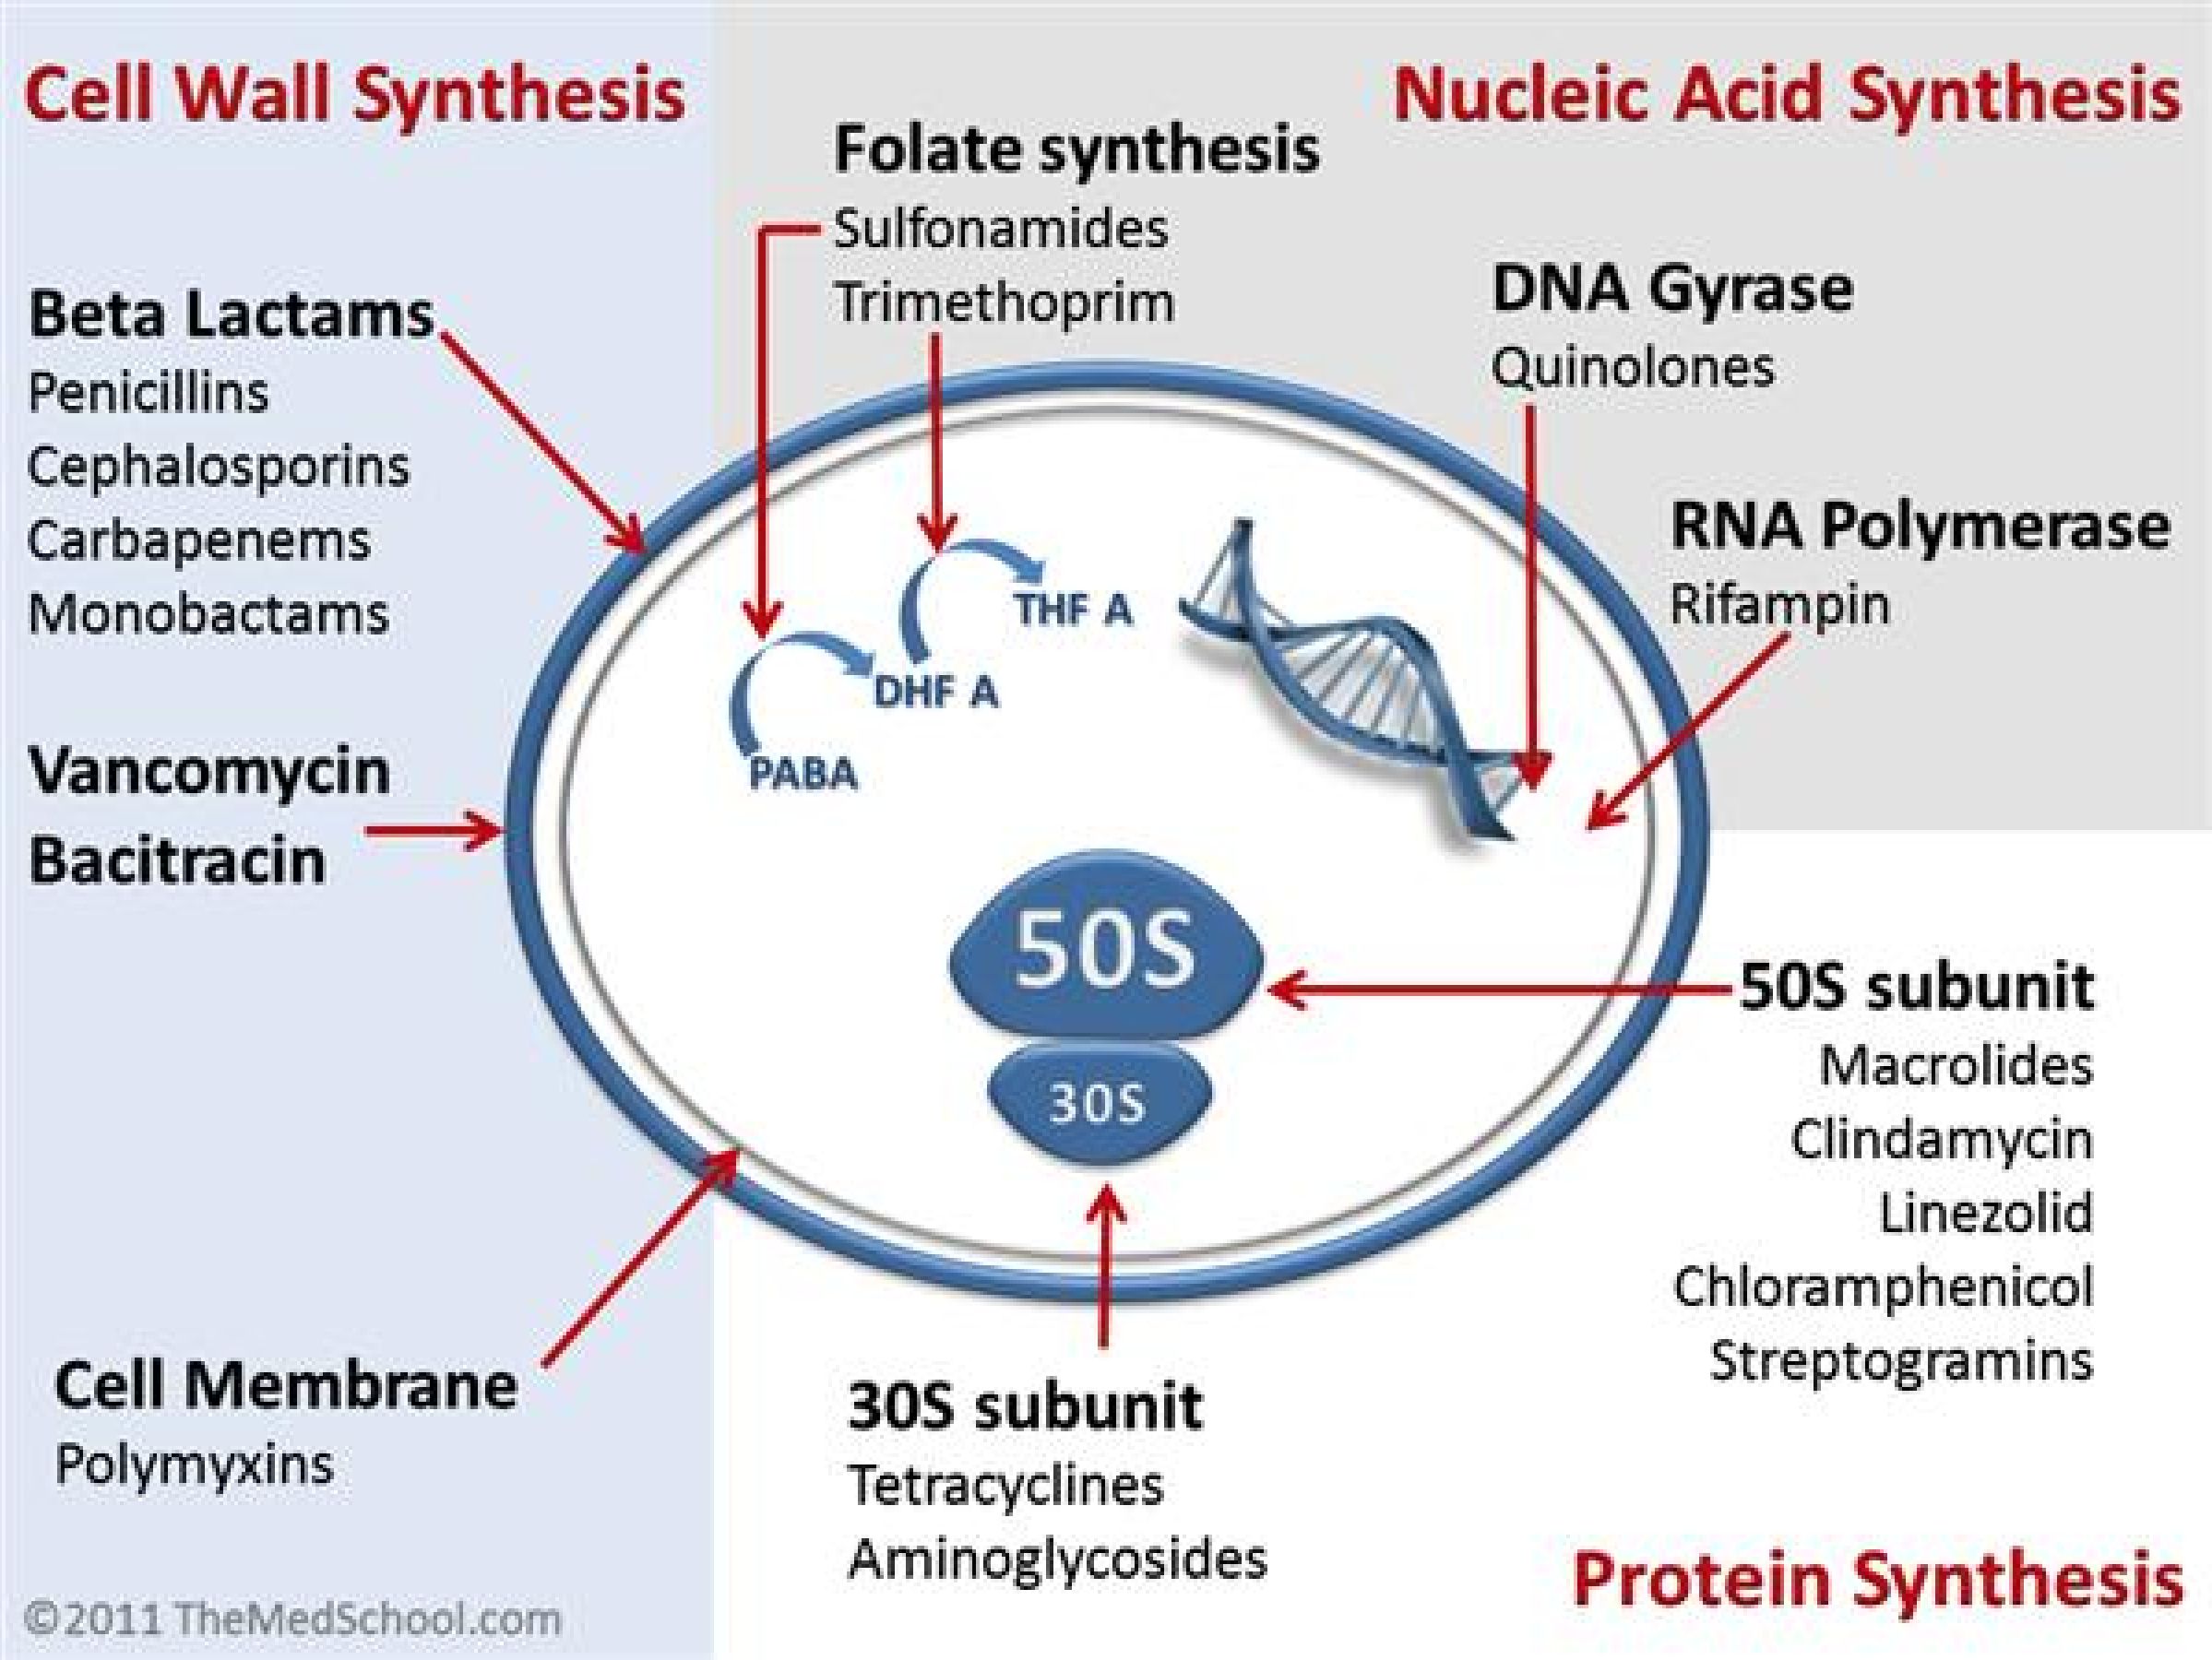 Cell Wall Synthesis
Beta Lactams
Penicillins
Cephalosporins
Carbapenems
Monobactams
Vancomycin
Bacitracin
Cell Membrane
Polymyxins
©2011 TheMedSchool.com
Nucleic Acid Synthesis
Folate synthesis
Sulfonamides
Trimethoprim
DNA Gyrase
Quinolones
RNA Polymerase
Rifampin
THF A
DHF A
PABA
50S
30S
50S subunit
Macrolides
Clindamycin
Linezolid
Chloramphenicol
Streptogramins
30S subunit
Tetracyclines
Aminoglycosides
Protein Synthesis